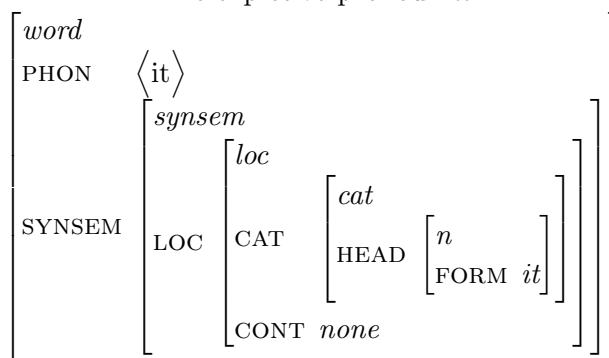 word
PHON ⟨it⟩
synsem
loc
cat
SYNSEM LOC CAT HEAD n
FORM it
CONT none